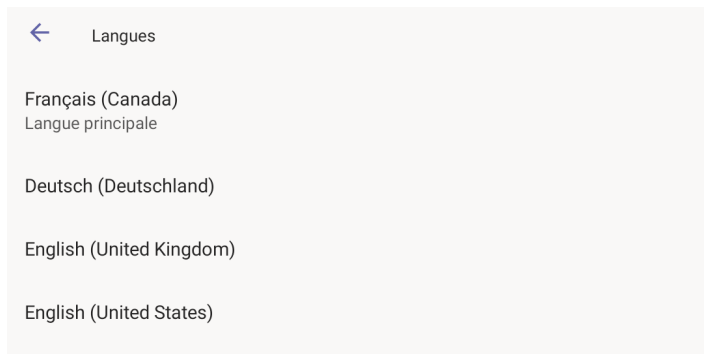 Langues
Français (Canada)
Langue principale
Deutsch (Deutschland)
English (United Kingdom)
English (United States)